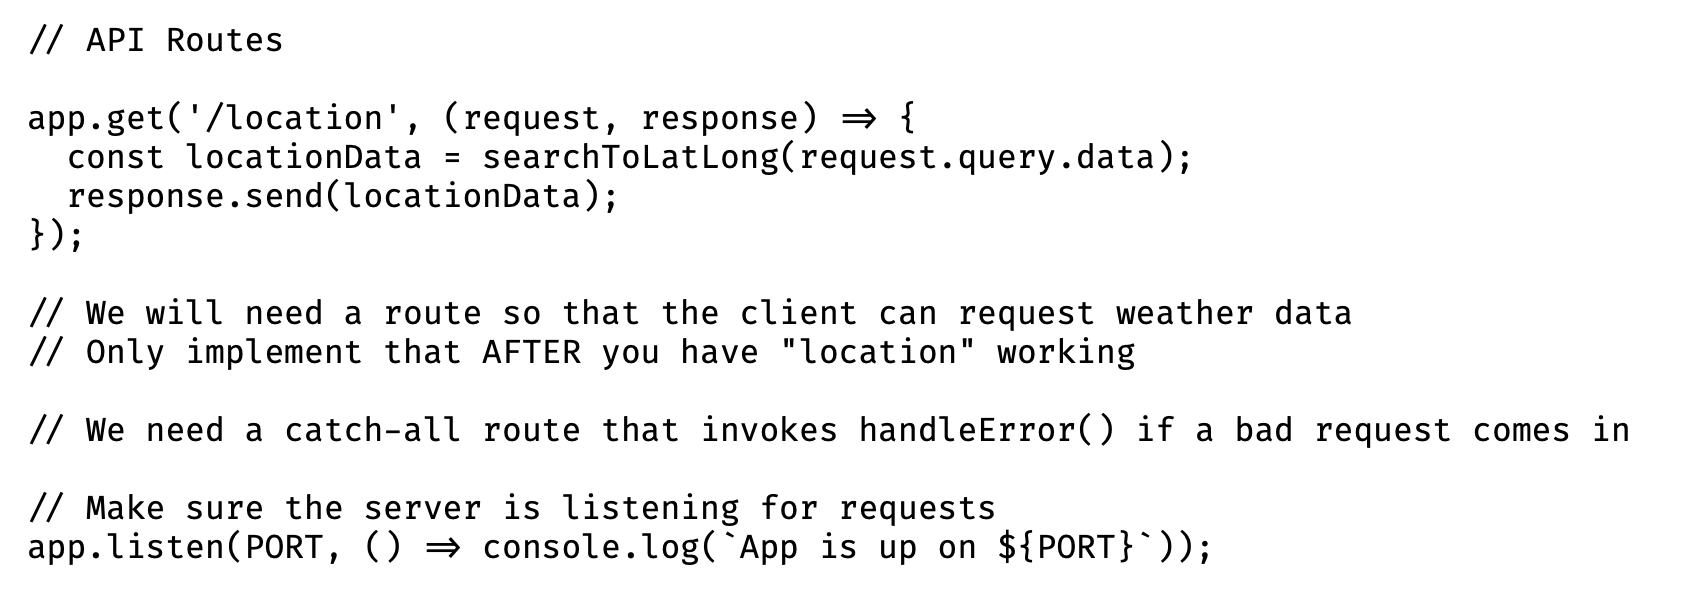 // API Routes
app.get('/location', (request, response) => {
const locationData = searchToLatLong(request.query.data);
response.send(locationData);
});
// We will need a route so that the client can request weather data
// Only implement that AFTER you have "location" working
// We need a catch-all route that invokes handleError() if a bad request comes in
// Make sure the server is listening for requests
app.listen(PORT, () => console.log(`App is up on ${PORT}`));